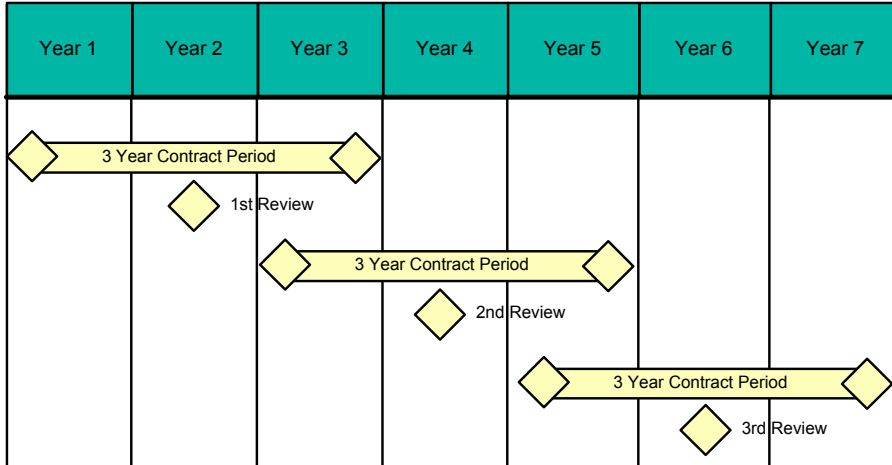 Year 1 Year 2 Year 3 Year 4 Year 5 Year 6 Year 7
3 Year Contract Period
1st Review
3 Year Contract Period
2nd Review
3 Year Contract Period
3rd Review